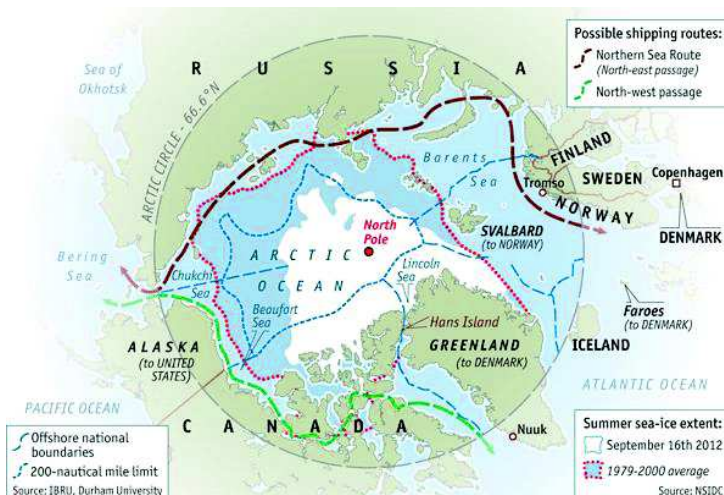 Possible shipping routes:
Northern Sea Route
(North-east passage)
North-west passage
Sea of
Okhotsk
R U S S I A
ARCTIC CIRCLE - 66.6°N
Barents
Sea
FINLAND
SWEDEN
Copenhagen
Tromso
NORWAY
DENMARK
North
Pole
SVALBARD
(to NORWAY)
Bering
Sea
Chukchi
Sea
ARCTIC
OCEAN
Lincoln
Sea
Beaufort
Sea
Hans Island
Faroes
(to DENMARK)
ALASKA
(to UNITED
STATES)
GREENLAND
(to DENMARK)
ICELAND
PACIFIC OCEAN
ATLANTIC OCEAN
C A N A D A
Nuuk
Offshore national
boundaries
200-nautical mile limit
Source: IBRU, Durham University
Summer sea-ice extent:
September 16th 2012
1979-2000 average
Source: NSIDC